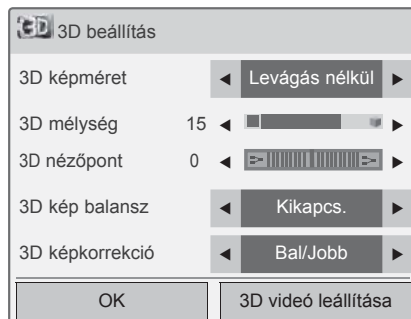 3D 3D beállítás
3D képméret ◄ Levágás nélkül ►
3D mélység 15 ◄ ►
3D nézőpont 0 ◄ ►
3D kép balansz ◄ Kikapcs. ►
3D képkorrekció ◄ Bal/Jobb ►
OK 3D videó leállítása